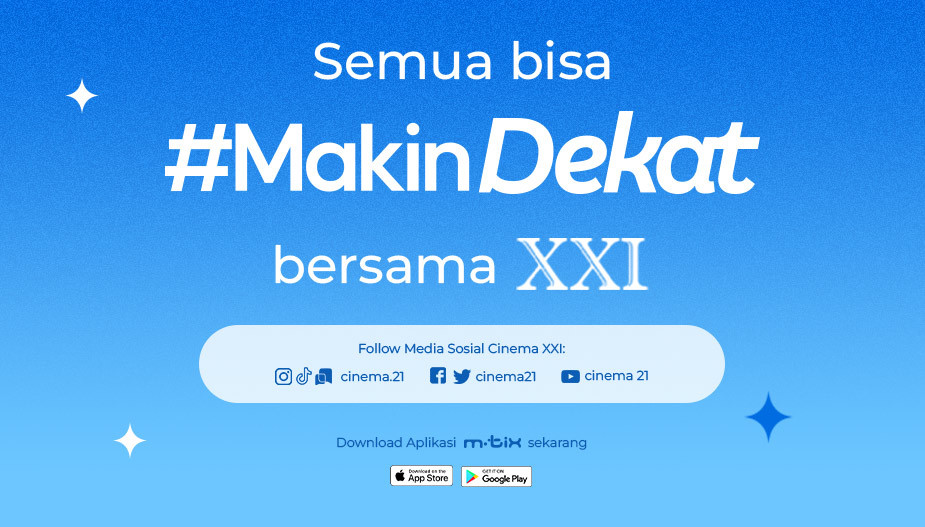 Semua bisa
#MakinDekat
bersama XXI
Follow Media Sosial Cinema XXI:
cinema.21 cinema21 cinema 21
Download Aplikasi m·tix sekarang
Download on the App Store GET IT ON Google Play